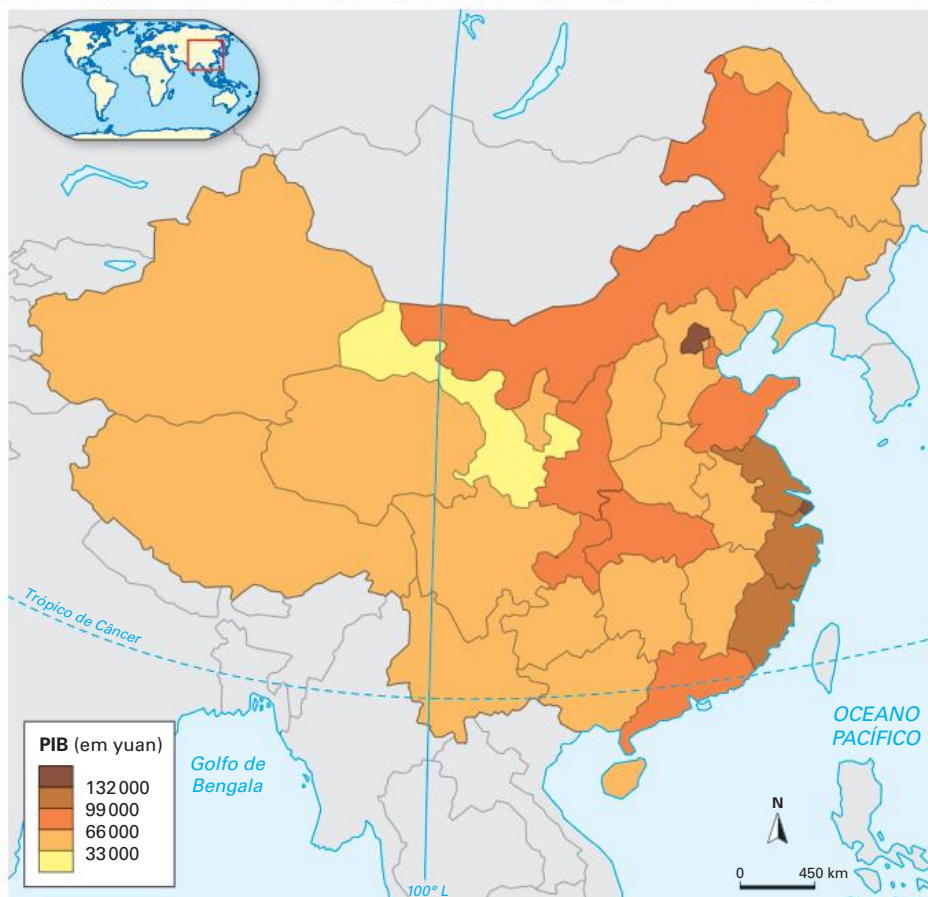 Trópico de Câncer
PIB (em yuan)
132 000
99 000
66 000
33 000
Golfo de
Bengala
100° L
OCEANO
PACÍFICO
N
0 450 km